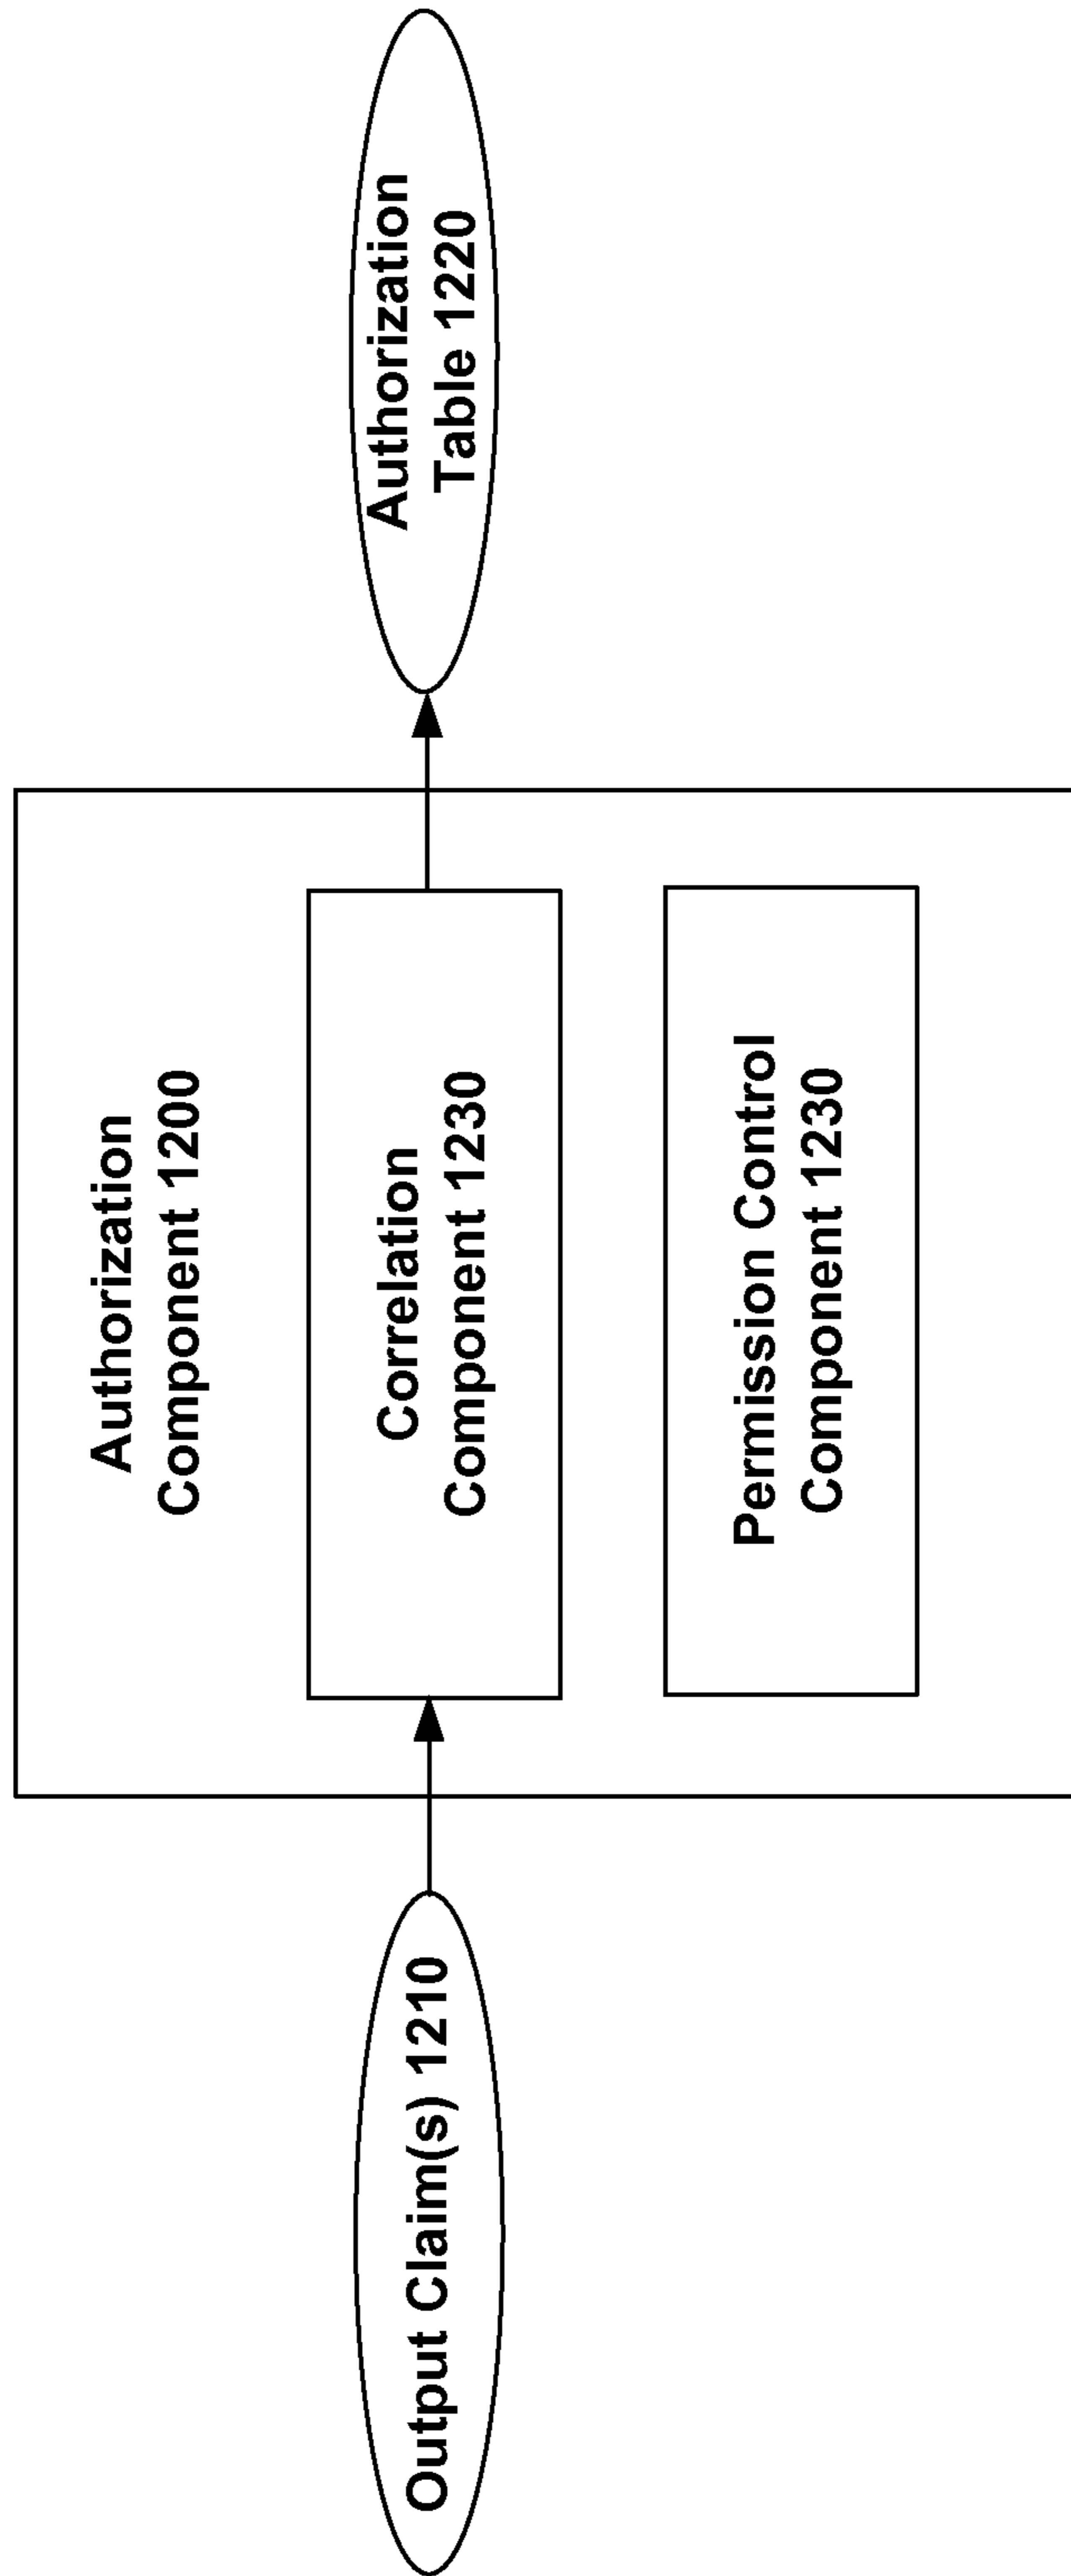 Authorization
Component 1200
Output Claim(s) 1210
Correlation
Component 1230
Authorization
Table 1220
Permission Control
Component 1230